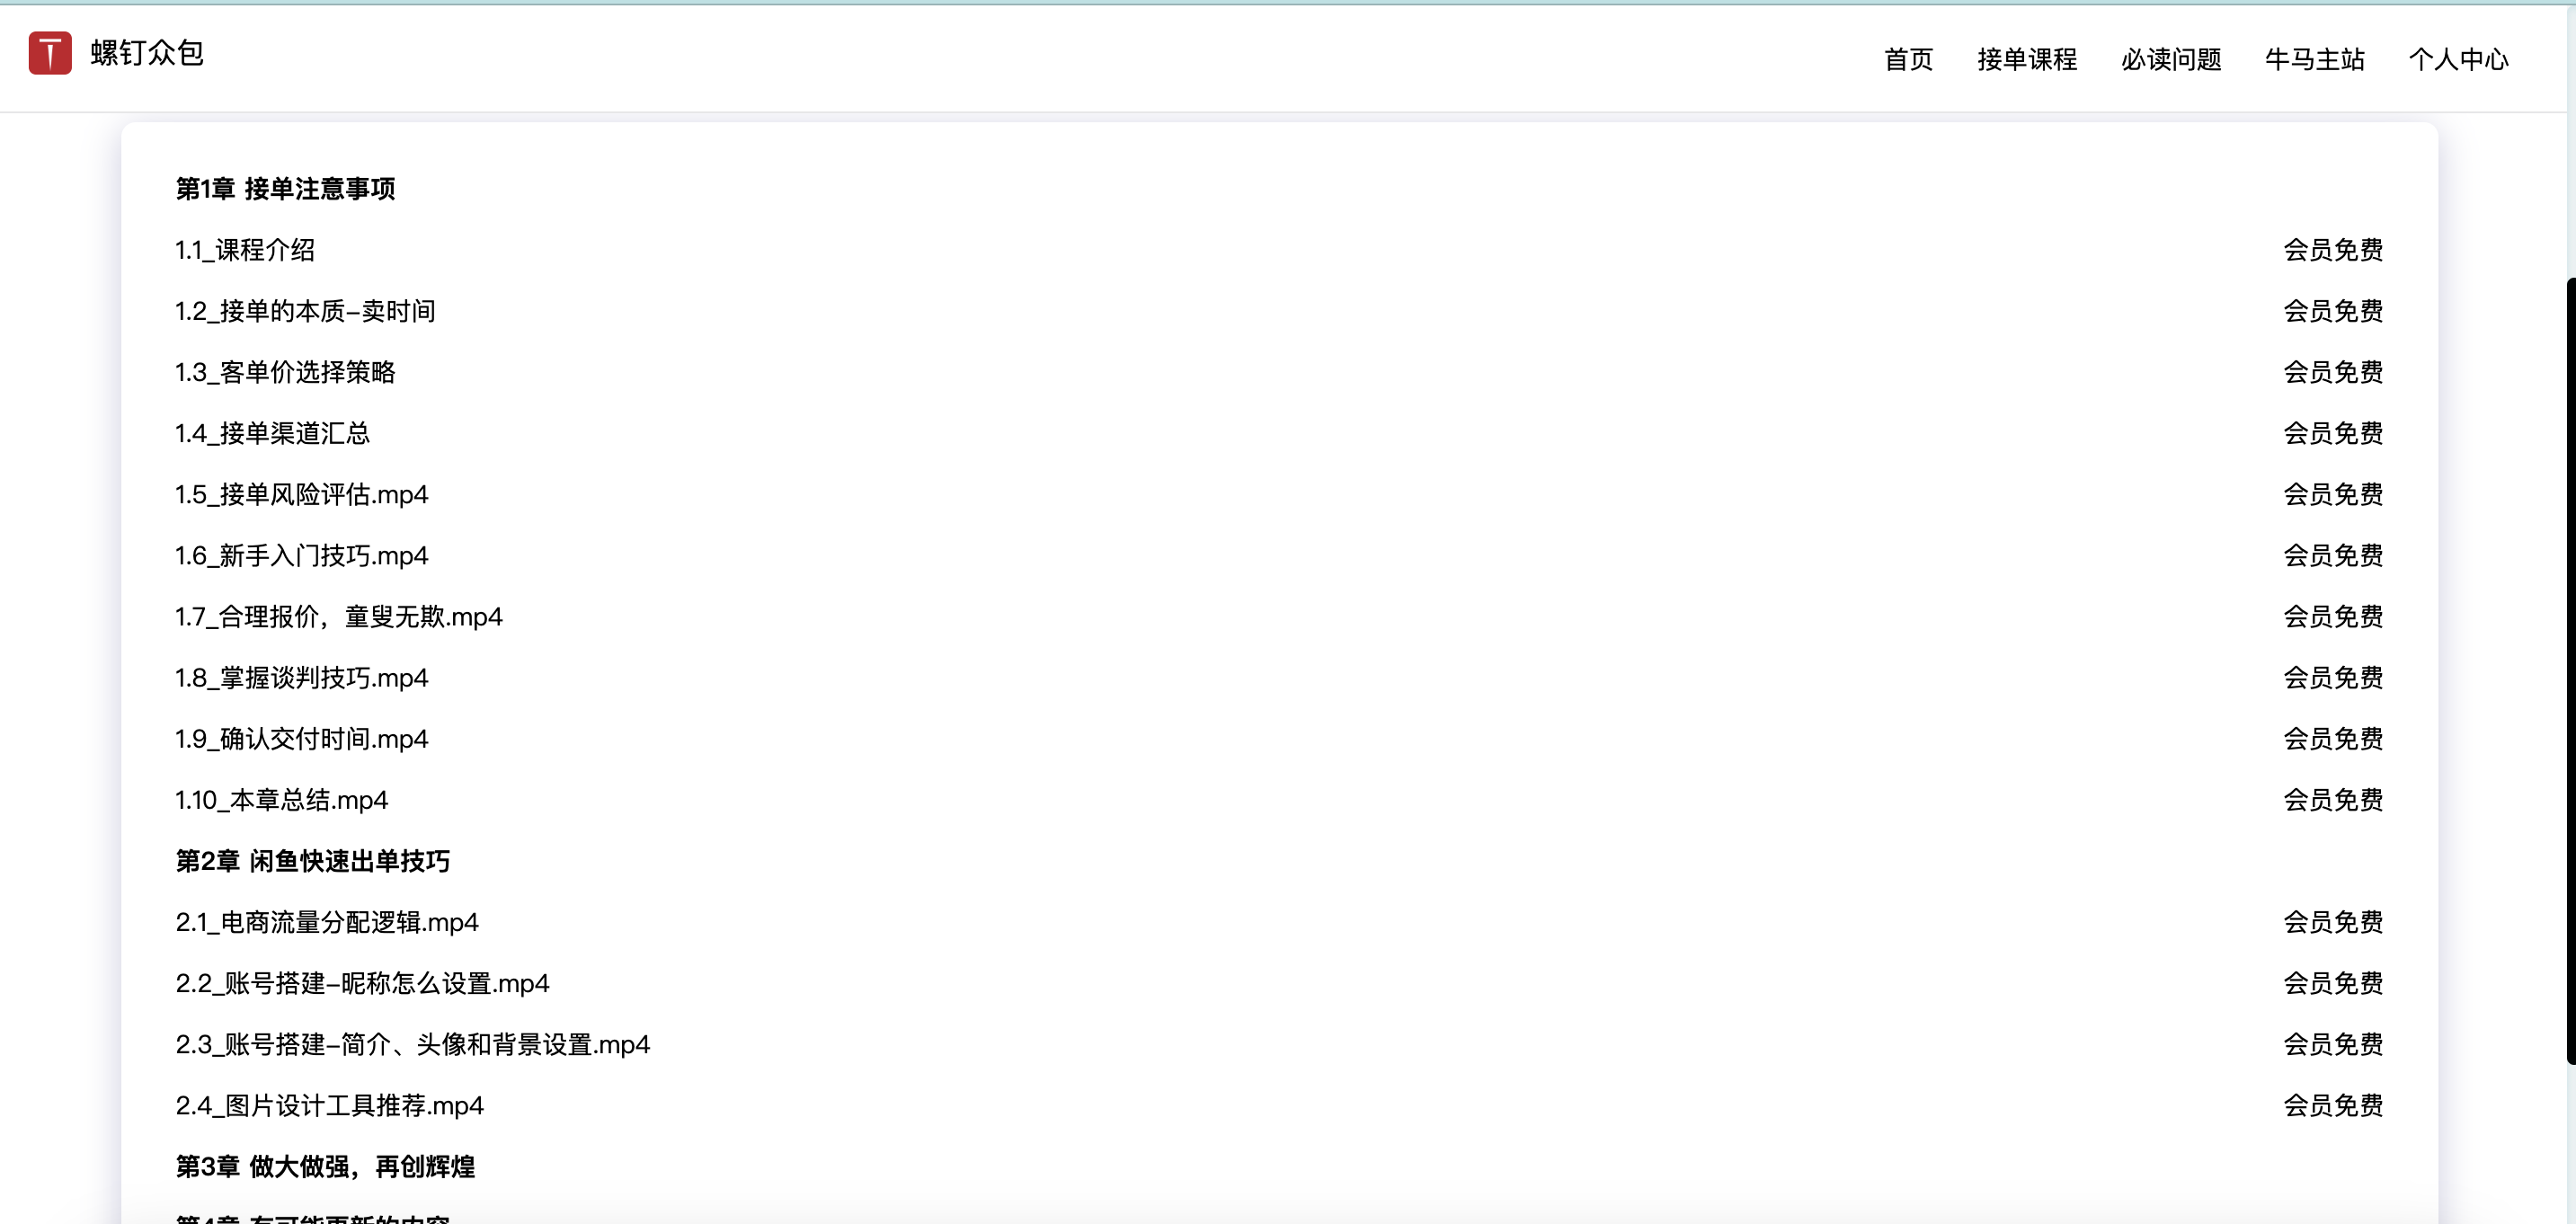 螺钉众包
首页 接单课程 必读问题 牛马主站 个人中心
第1章 接单注意事项
1.1_课程介绍 会员免费
1.2_接单的本质-卖时间 会员免费
1.3_客单价选择策略 会员免费
1.4_接单渠道汇总 会员免费
1.5_接单风险评估.mp4 会员免费
1.6_新手入门技巧.mp4 会员免费
1.7_合理报价，童叟无欺.mp4 会员免费
1.8_掌握谈判技巧.mp4 会员免费
1.9_确认交付时间.mp4 会员免费
1.10_本章总结.mp4 会员免费
第2章 闲鱼快速出单技巧
2.1_电商流量分配逻辑.mp4 会员免费
2.2_账号搭建-昵称怎么设置.mp4 会员免费
2.3_账号搭建-简介、头像和背景设置.mp4 会员免费
2.4_图片设计工具推荐.mp4 会员免费
第3章 做大做强，再创辉煌
第4章 有可能更新的内容